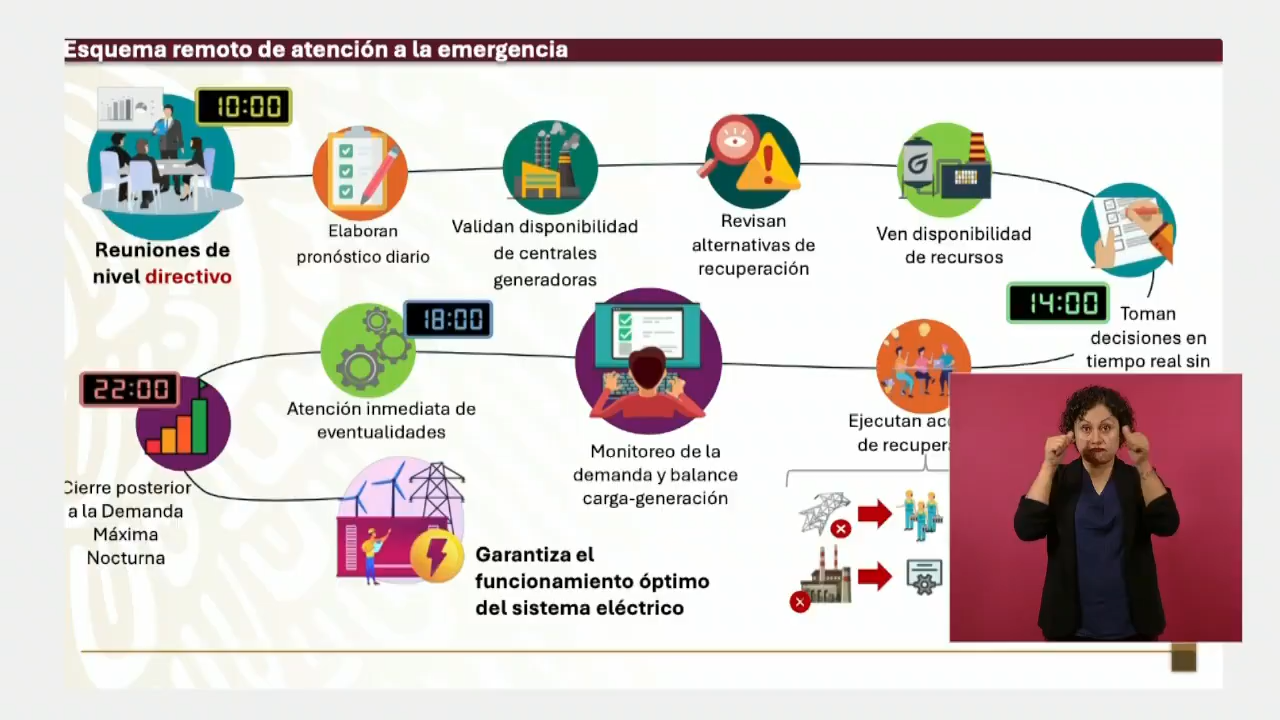 Esquema remoto de atención a la emergencia
10:00
Reuniones de
nivel directivo
Elaboran
pronóstico diario
Validan disponibilidad
de centrales
generadoras
Revisan
alternativas de
recuperación
Ven disponibilidad
de recursos
14:00
Toman
decisiones en
tiempo real sin
Ejecutan
de
Monitoreo de la
demanda y balance
carga-generación
18:00
Atención inmediata de
eventualidades
22:00
Cierre posterior
a la Demanda
Máxima
Nocturna
Garantiza el
funcionamiento óptimo
del sistema eléctrico